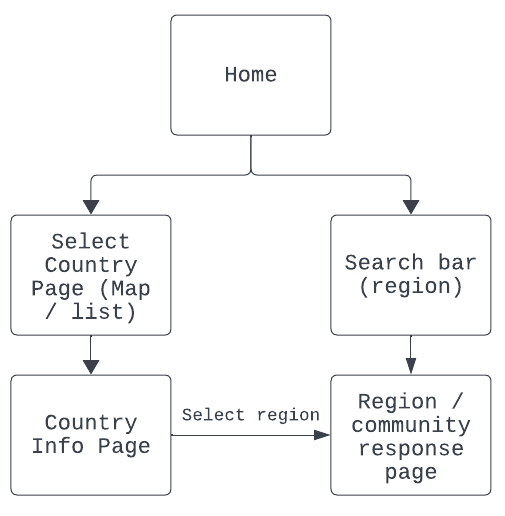 Home
Select
Country
Page (Map
/ list)
Search bar
(region)
Country
Info Page
Select region
Region /
community
response
page